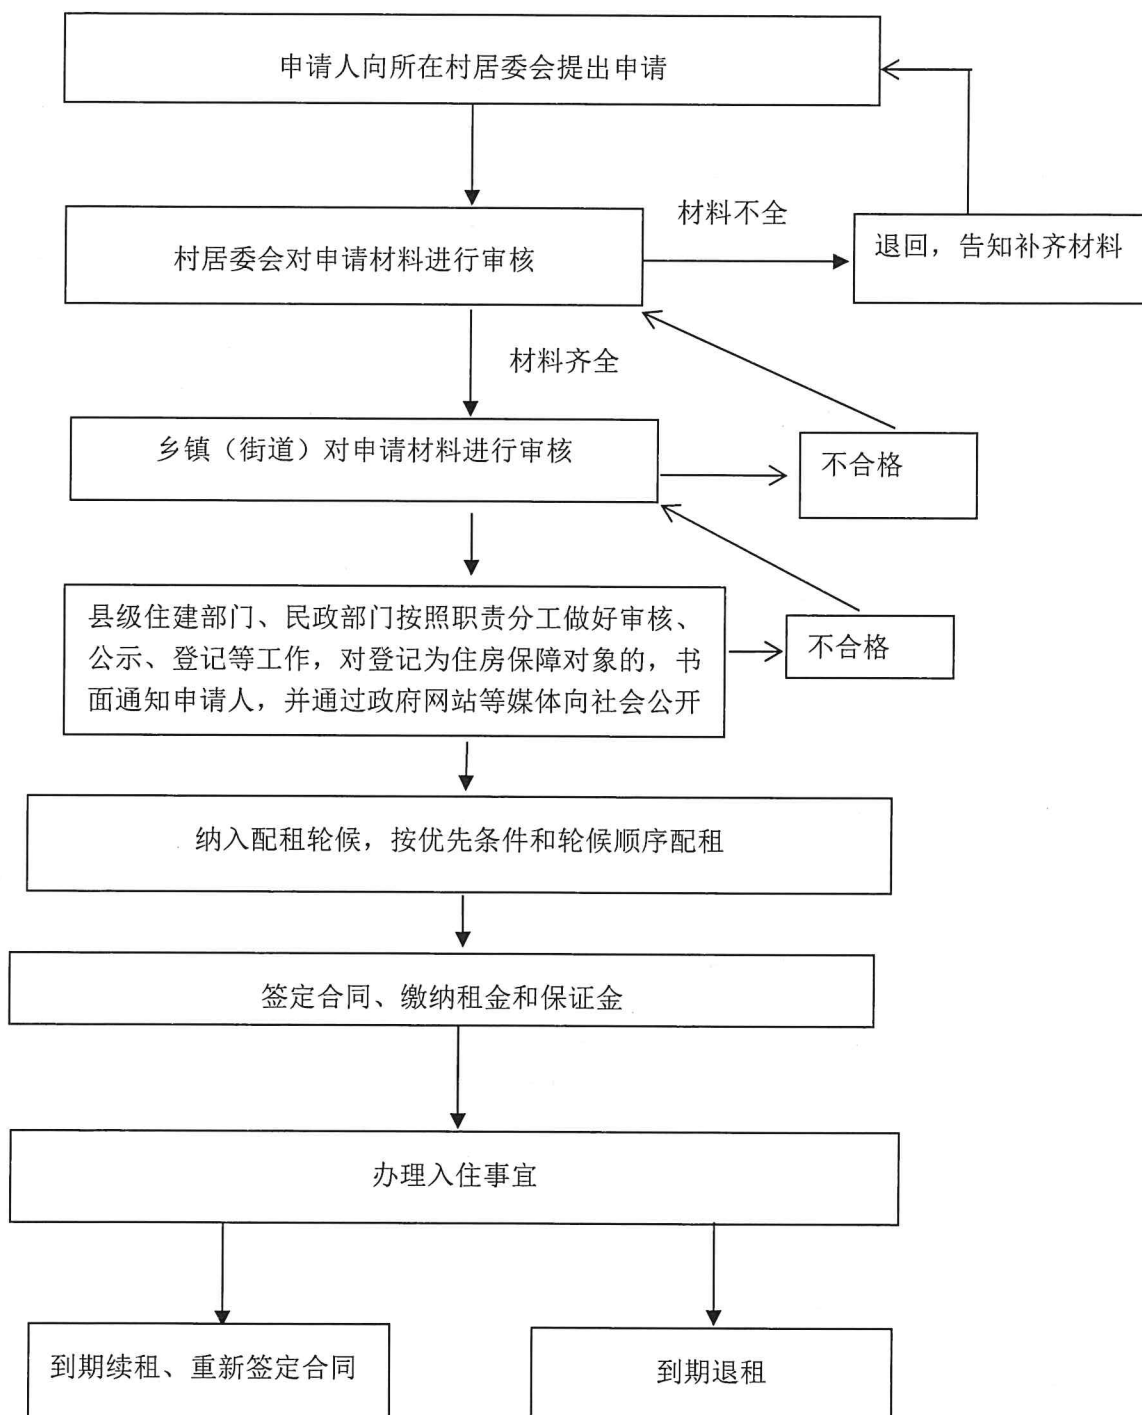 申请人向所在村居委会提出申请
材料不全
村居委会对申请材料进行审核
退回，告知补齐材料
材料齐全
乡镇（街道）对申请材料进行审核
不合格
县级住建部门、民政部门按照职责分工做好审核、
公示、登记等工作，对登记为住房保障对象的，书
面通知申请人，并通过政府网站等媒体向社会公开
不合格
纳入配租轮候，按优先条件和轮候顺序配租
签定合同、缴纳租金和保证金
办理入住事宜
到期续租、重新签定合同
到期退租